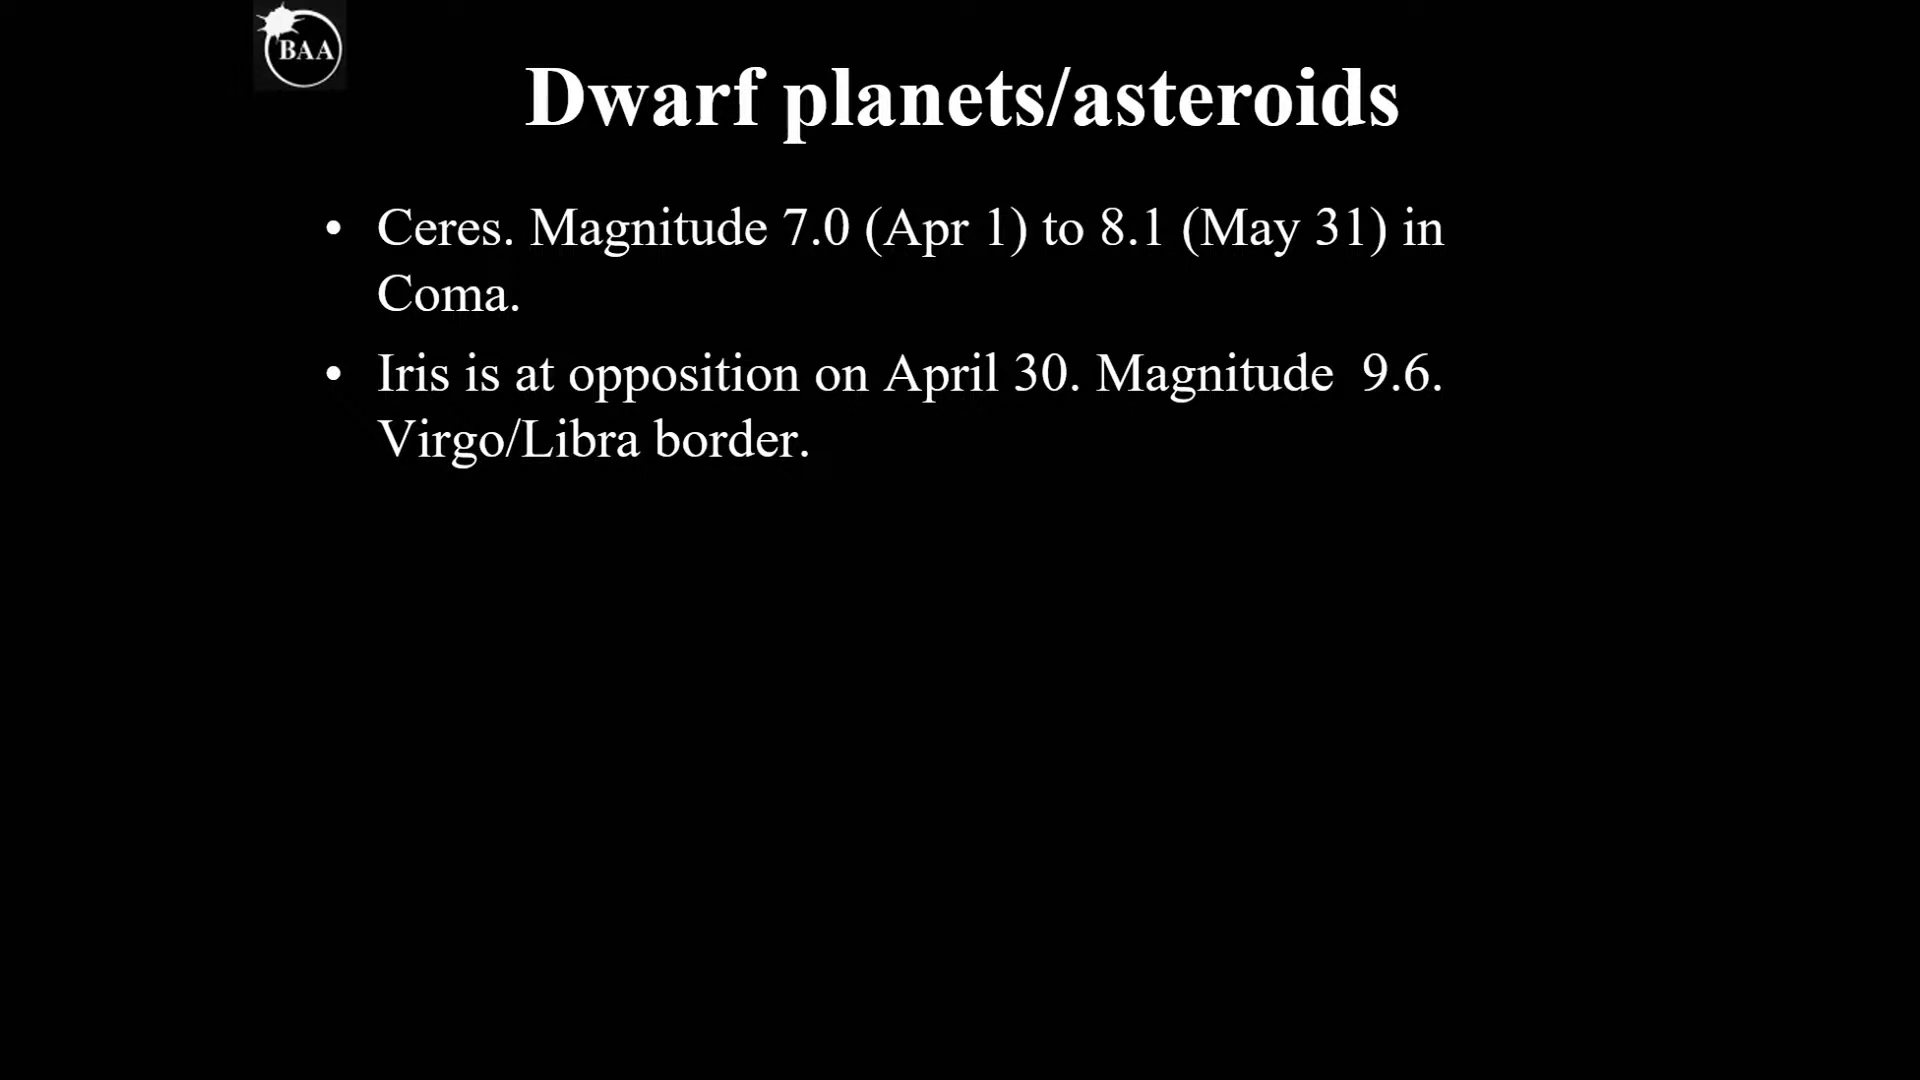 BAA
Dwarf planets/asteroids
• Ceres. Magnitude 7.0 (Apr 1) to 8.1 (May 31) in
Coma.
• Iris is at opposition on April 30. Magnitude  9.6.
Virgo/Libra border.